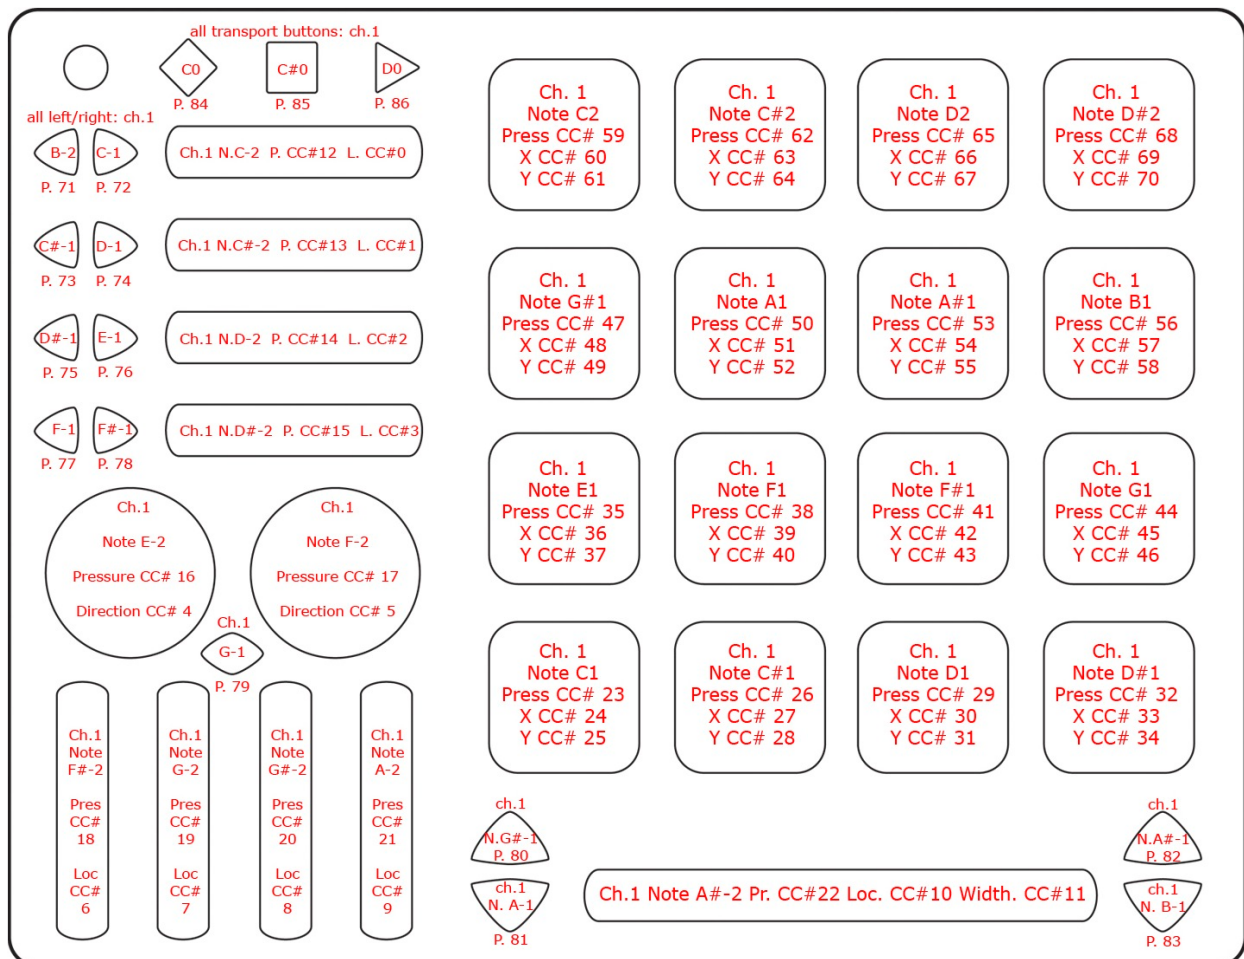 all transport buttons: ch.1
C0
C#0
D0
P. 84
P. 85
P. 86
all left/right: ch.1
B-2
C-1
P. 71
P. 72
Ch.1 N.C-2 P. CC#12 L. CC#0
C#-1
D-1
P. 73
P. 74
Ch.1 N.C#-2 P. CC#13 L. CC#1
D#-1
E-1
P. 75
P. 76
Ch.1 N.D-2 P. CC#14 L. CC#2
F-1
F#-1
P. 77
P. 78
Ch.1 N.D#-2 P. CC#15 L. CC#3
Ch.1
Note E-2
Pressure CC# 16
Direction CC# 4
Ch.1
Note F-2
Pressure CC# 17
Direction CC# 5
Ch.1
G-1
P. 79
Ch.1
Note
F#-2
Pres
CC#
18
Loc
CC#
6
Ch.1
Note
G-2
Pres
CC#
19
Loc
CC#
7
Ch.1
Note
G#-2
Pres
CC#
20
Loc
CC#
8
Ch.1
Note
A-2
Pres
CC#
21
Loc
CC#
9
Ch. 1
Note C2
Press CC# 59
X CC# 60
Y CC# 61
Ch. 1
Note C#2
Press CC# 62
X CC# 63
Y CC# 64
Ch. 1
Note D2
Press CC# 65
X CC# 66
Y CC# 67
Ch. 1
Note D#2
Press CC# 68
X CC# 69
Y CC# 70
Ch. 1
Note G#1
Press CC# 47
X CC# 48
Y CC# 49
Ch. 1
Note A1
Press CC# 50
X CC# 51
Y CC# 52
Ch. 1
Note A#1
Press CC# 53
X CC# 54
Y CC# 55
Ch. 1
Note B1
Press CC# 56
X CC# 57
Y CC# 58
Ch. 1
Note E1
Press CC# 35
X CC# 36
Y CC# 37
Ch. 1
Note F1
Press CC# 38
X CC# 39
Y CC# 40
Ch. 1
Note F#1
Press CC# 41
X CC# 42
Y CC# 43
Ch. 1
Note G1
Press CC# 44
X CC# 45
Y CC# 46
Ch. 1
Note C1
Press CC# 23
X CC# 24
Y CC# 25
Ch. 1
Note C#1
Press CC# 26
X CC# 27
Y CC# 28
Ch. 1
Note D1
Press CC# 29
X CC# 30
Y CC# 31
Ch. 1
Note D#1
Press CC# 32
X CC# 33
Y CC# 34
ch.1
N.G#-1
P. 80
ch.1
N. A-1
P. 81
Ch.1 Note A#-2 Pr. CC#22 Loc. CC#10 Width. CC#11
ch.1
N.A#-1
P. 82
ch.1
N. B-1
P. 83